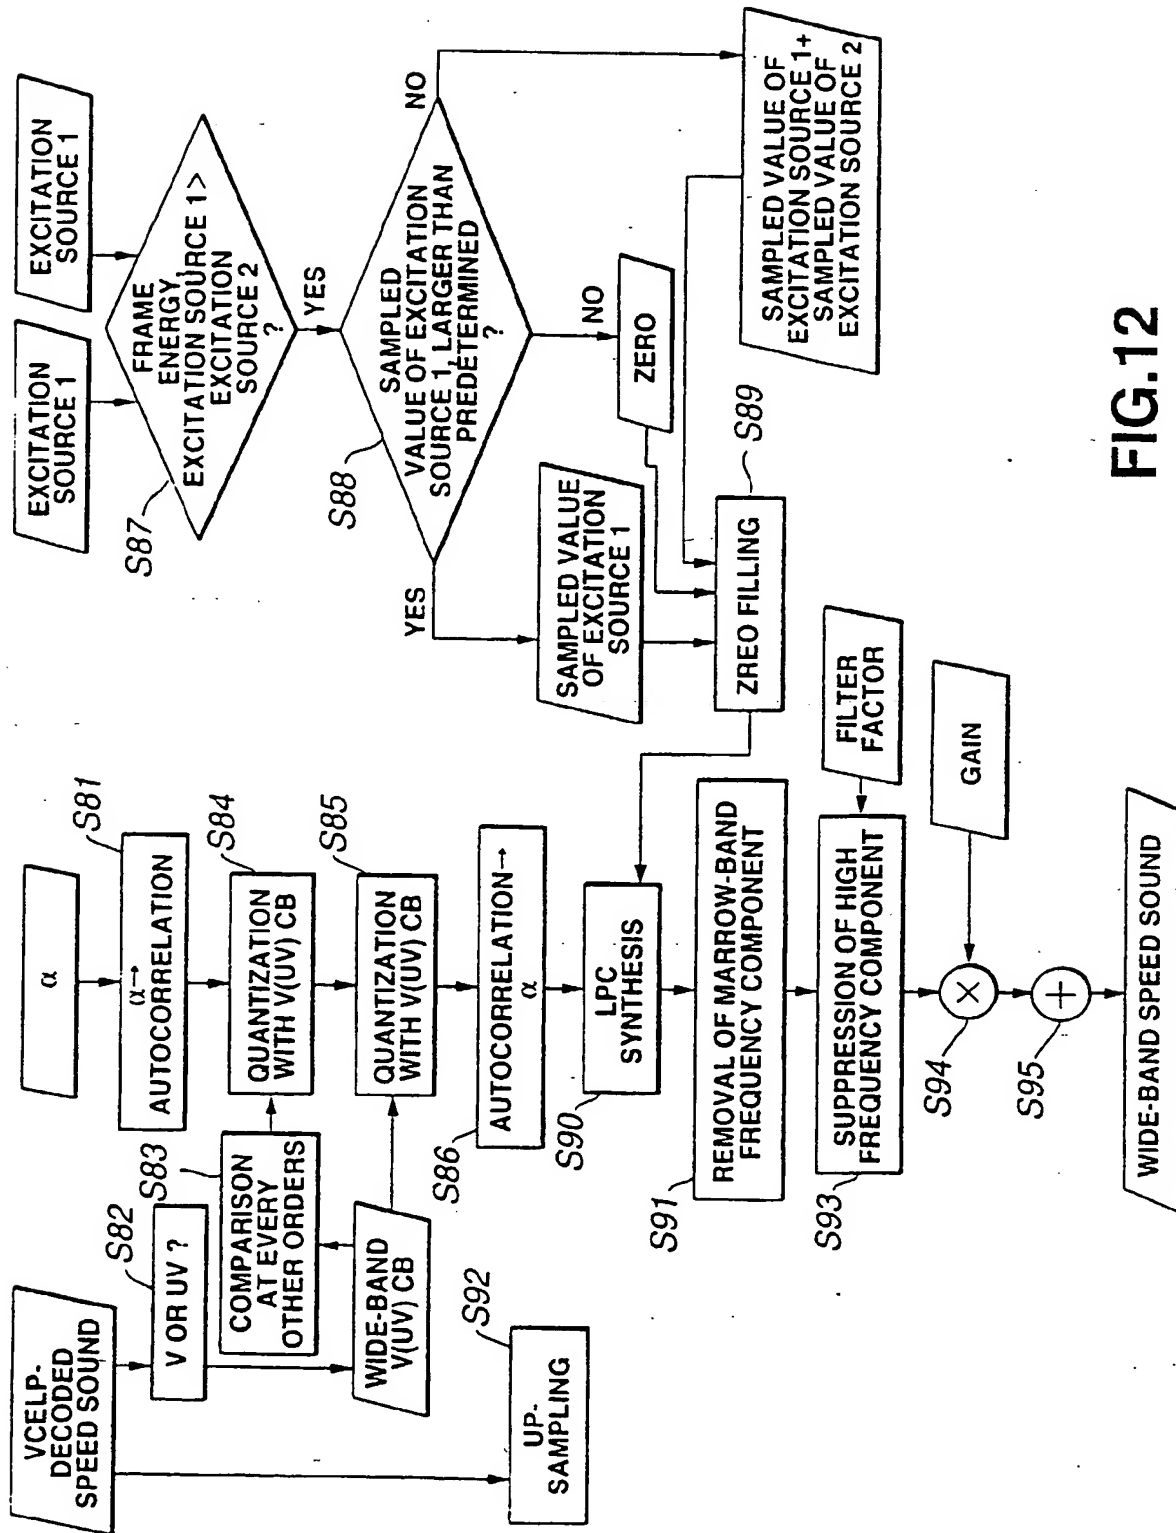 VCELP-
DECODED
SPEED SOUND
S82
V OR UV ?
S83
COMPARISON
AT EVERY
OTHER ORDERS
WIDE-BAND
V(UV) CB
S92
UP-
SAMPLING
α
S81
α→
AUTOCORRELATION
S84
QUANTIZATION
WITH V(UV) CB
S85
QUANTIZATION
WITH V(UV) CB
S86
AUTOCORRELATION→
α
S90
LPC
SYNTHESIS
S91
REMOVAL OF MARROW-BAND
FREQUENCY COMPONENT
S93
SUPPRESSION OF HIGH
FREQUENCY COMPONENT
FILTER
FACTOR
GAIN
S94
×
S95
+
WIDE-BAND SPEED SOUND
EXCITATION
SOURCE 1
EXCITATION
SOURCE 1
S87
FRAME
ENERGY,
EXCITATION SOURCE 1>
EXCITATION
SOURCE 2
?
YES
NO
S88
SAMPLED
VALUE OF EXCITATION
SOURCE 1, LARGER THAN
PREDETERMINED
?
YES
NO
SAMPLED VALUE
OF EXCITATION
SOURCE 1
ZERO
SAMPLED VALUE OF
EXCITATION SOURCE 1+
SAMPLED VALUE OF
EXCITATION SOURCE 2
S89
ZREO FILLING
FIG.12